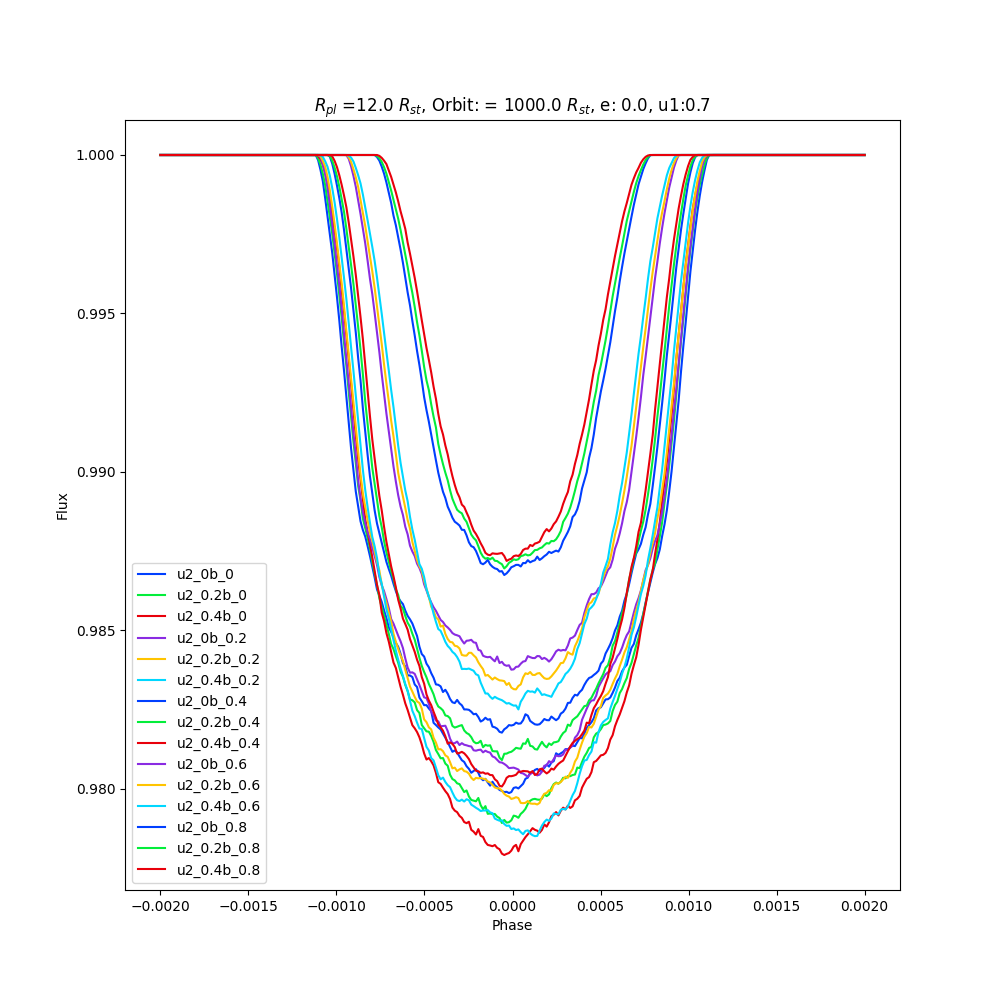 R_pl =12.0 R_st, Orbit: = 1000.0 R_st, e: 0.0, u1:0.7
1.000
0.995
0.990
0.985
0.980
Flux
u2_0b_0
u2_0.2b_0
u2_0.4b_0
u2_0b_0.2
u2_0.2b_0.2
u2_0.4b_0.2
u2_0b_0.4
u2_0.2b_0.4
u2_0.4b_0.4
u2_0b_0.6
u2_0.2b_0.6
u2_0.4b_0.6
u2_0b_0.8
u2_0.2b_0.8
u2_0.4b_0.8
−0.0020 −0.0015 −0.0010 −0.0005 0.0000 0.0005 0.0010 0.0015 0.0020
Phase